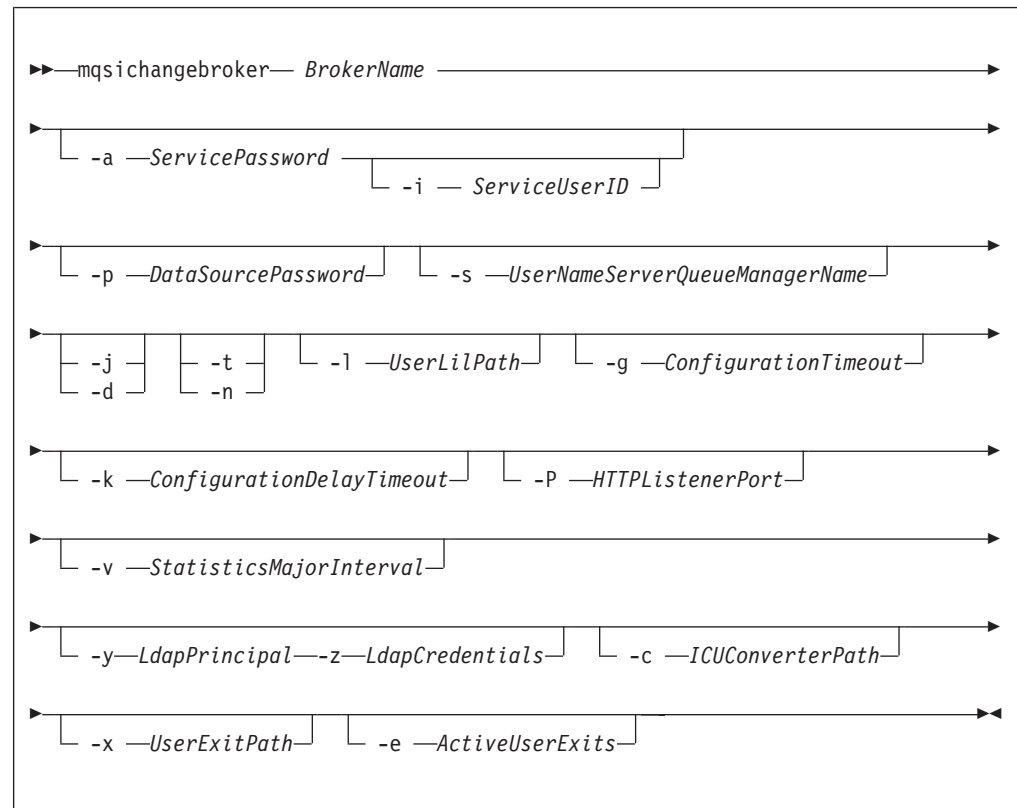 mqsichangebroker BrokerName
-a ServicePassword
-i ServiceUserID
-p DataSourcePassword -s UserNameServerQueueManagerName
-j -t -l UserLilPath -g ConfigurationTimeout
-d -n
-k ConfigurationDelayTimeout -P HTTPListenerPort
-v StatisticsMajorInterval
-y LdapPrincipal -z LdapCredentials -c ICUConverterPath
-x UserExitPath -e ActiveUserExits